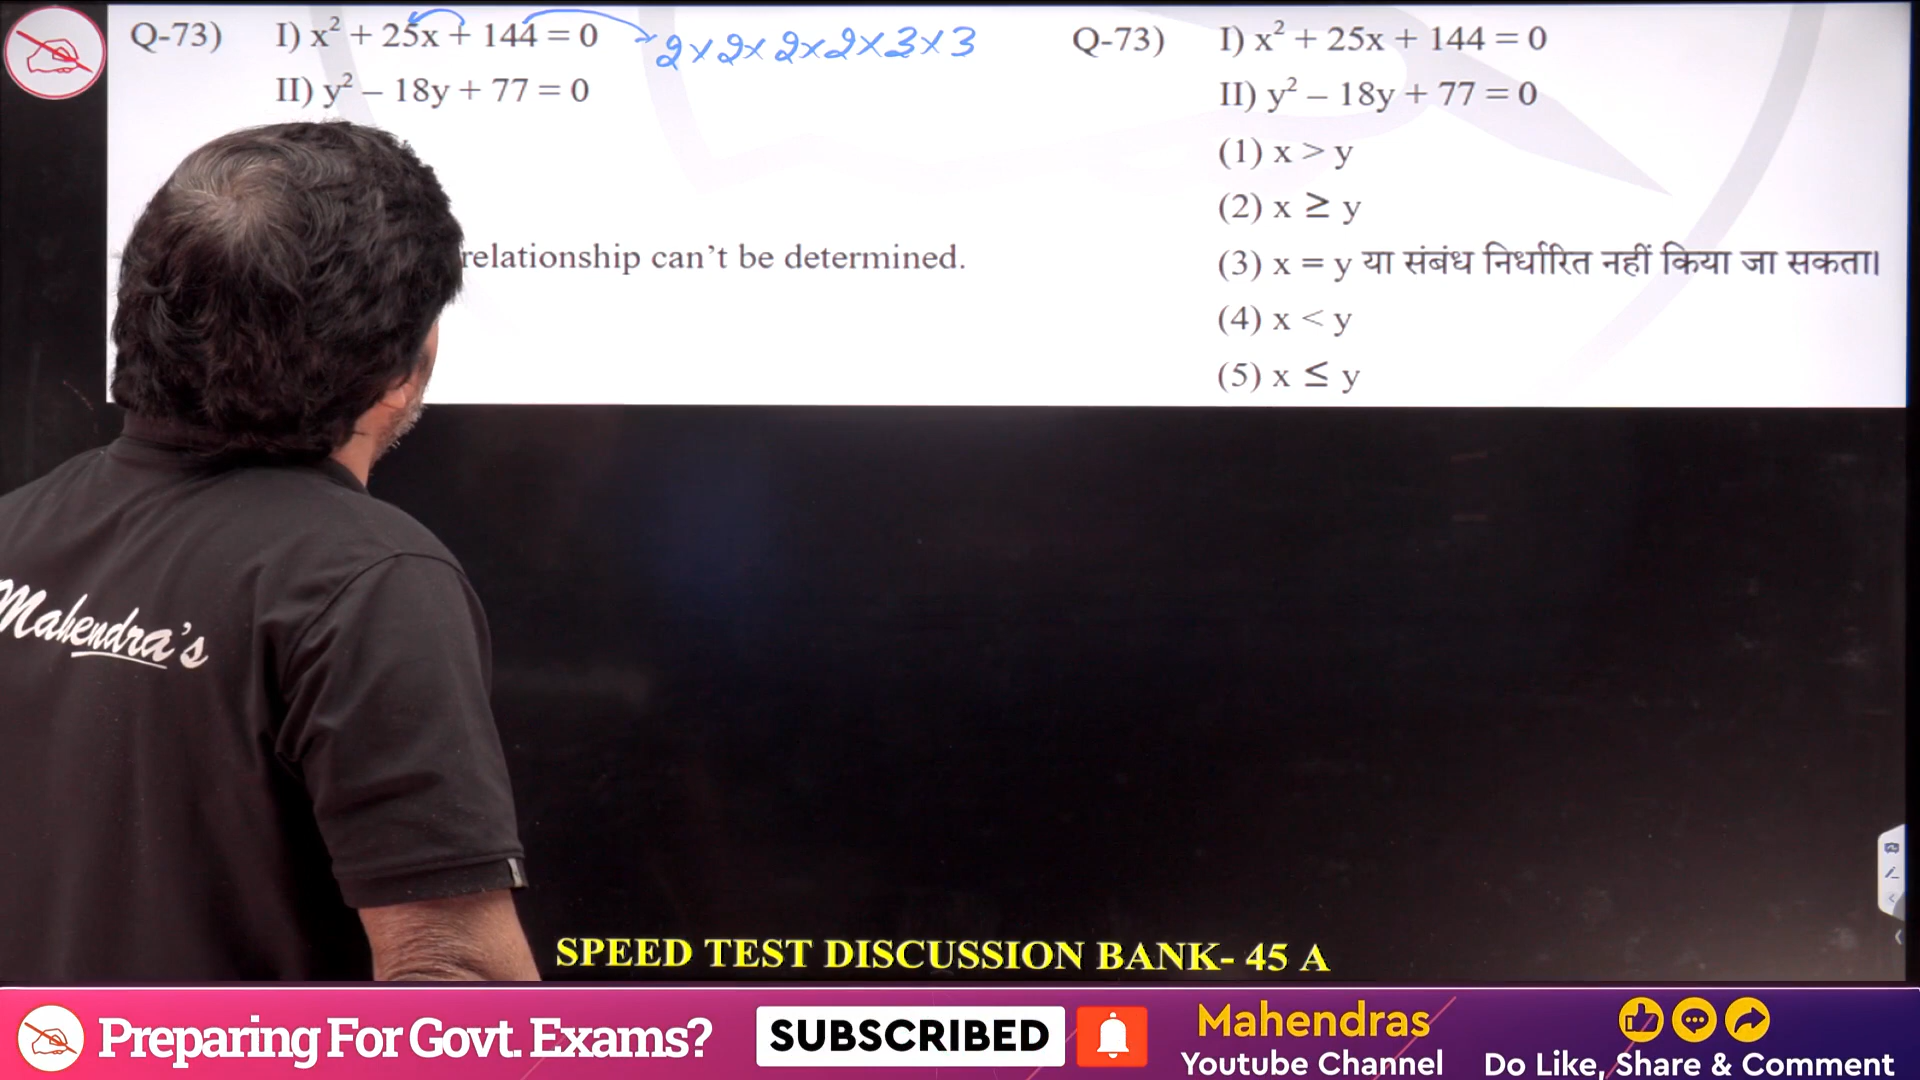 Q-73) I) x² + 25x + 144 = 0
2 × 2 × 2 × 2 × 3 × 3
II) y² – 18y + 77 = 0
relationship can't be determined.
Q-73) I) x² + 25x + 144 = 0
II) y² – 18y + 77 = 0
(1) x > y
(2) x ≥ y
(3) x = y या संबंध निर्धारित नहीं किया जा सकता।
(4) x < y
(5) x ≤ y
Mahendra's
SPEED TEST DISCUSSION BANK- 45 A
Preparing For Govt. Exams?
SUBSCRIBED
Mahendras
Youtube Channel
Do Like, Share & Comment